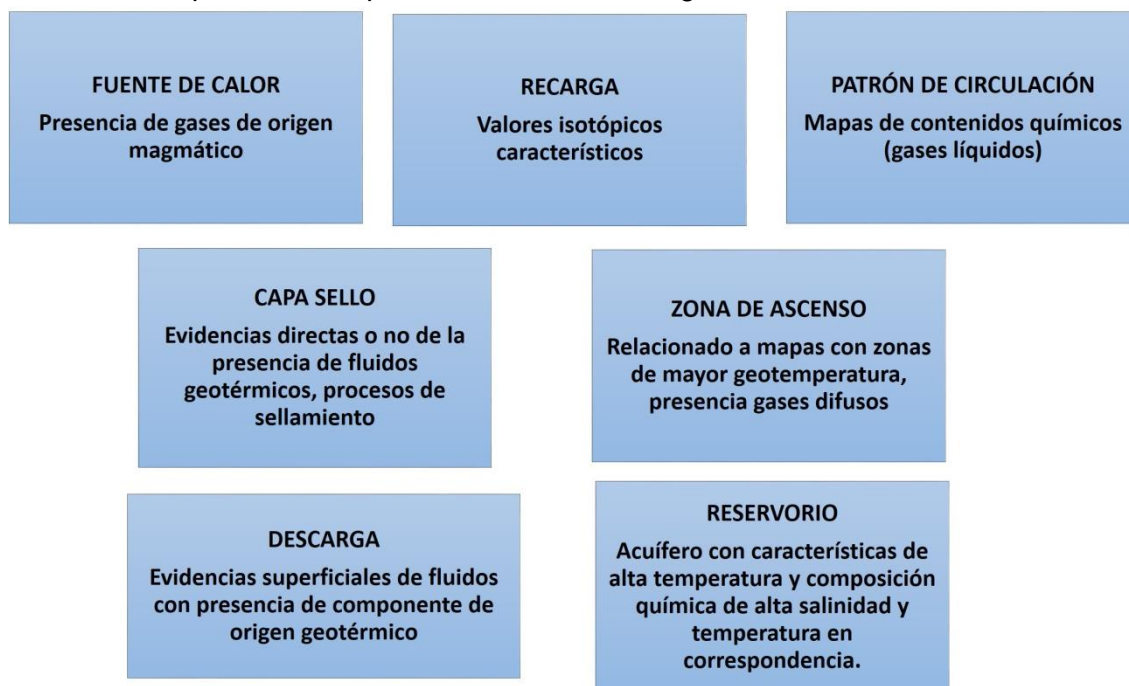 FUENTE DE CALOR
Presencia de gases de origen
magmático
RECARGA
Valores isotópicos
característicos
PATRÓN DE CIRCULACIÓN
Mapas de contenidos químicos
(gases líquidos)
CAPA SELLO
Evidencias directas o no de la
presencia de fluidos
geotérmicos, procesos de
sellamiento
ZONA DE ASCENSO
Relacionado a mapas con zonas
de mayor geotemperatura,
presencia gases difusos
DESCARGA
Evidencias superficiales de fluidos
con presencia de componente de
origen geotérmico
RESERVORIO
Acuífero con características de
alta temperatura y composición
química de alta salinidad y
temperatura en
correspondencia.